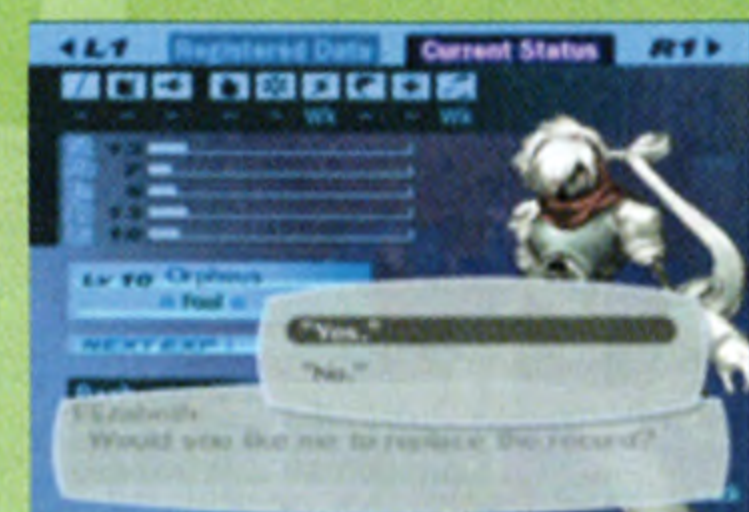 ◀L1 Registered Data Current Status R1▶
Wk Wk
Lv 10 Orpheus
Fool
NEXT EXP
"Yes."
"No."
Elizabeth
Would you like me to replace the record?